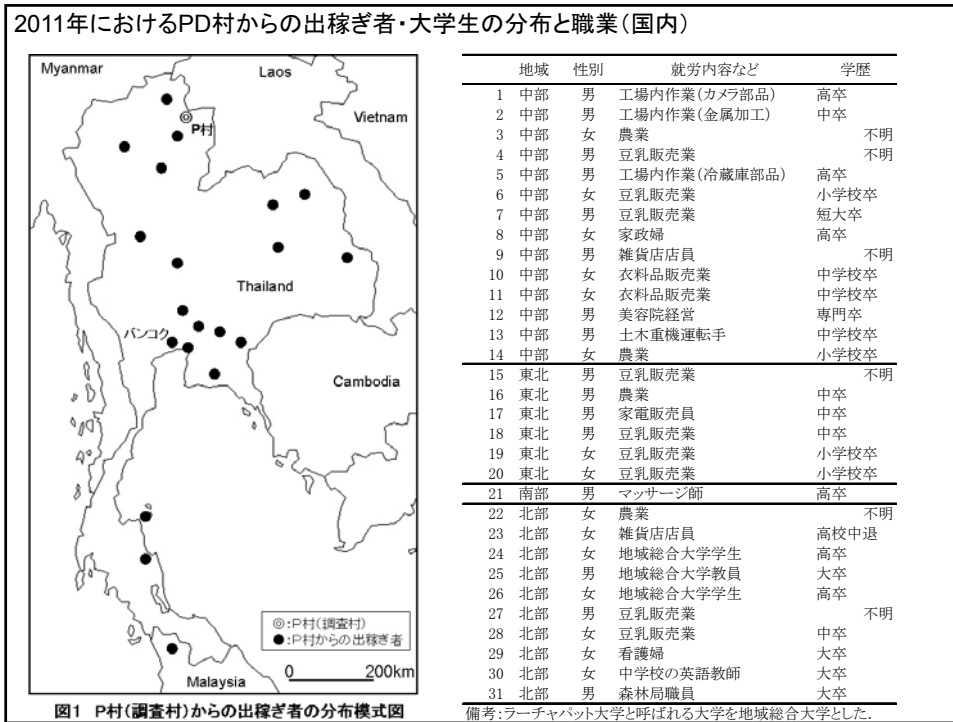 2011年におけるPD村からの出稼ぎ者・大学生の分布と職業(国内)
Myanmar
Laos
Vietnam
P村
Thailand
バンコク
Cambodia
◎:P村(調査村)
●:P村からの出稼ぎ者
0 200km
Malaysia
図1 P村(調査村)からの出稼ぎ者の分布模式図
地域 性別 就労内容など 学歴
1 中部 男 工場内作業(カメラ部品) 高卒
2 中部 男 工場内作業(金属加工) 中卒
3 中部 女 農業 不明
4 中部 男 豆乳販売業 不明
5 中部 男 工場内作業(冷蔵庫部品) 高卒
6 中部 女 豆乳販売業 小学校卒
7 中部 男 豆乳販売業 短大卒
8 中部 女 家政婦 高卒
9 中部 男 雑貨店店員 不明
10 中部 女 衣料品販売業 中学校卒
11 中部 女 衣料品販売業 中学校卒
12 中部 男 美容院経営 専門卒
13 中部 男 土木重機運転手 中学校卒
14 中部 女 農業 小学校卒
15 東北 男 豆乳販売業 不明
16 東北 男 農業 中卒
17 東北 男 家電販売員 中卒
18 東北 男 豆乳販売業 中卒
19 東北 女 豆乳販売業 小学校卒
20 東北 女 豆乳販売業 小学校卒
21 南部 男 マッサージ師 高卒
22 北部 女 農業 不明
23 北部 女 雑貨店店員 高校中退
24 北部 女 地域総合大学学生 高卒
25 北部 男 地域総合大学教員 大卒
26 北部 女 地域総合大学学生 高卒
27 北部 男 豆乳販売業 不明
28 北部 女 豆乳販売業 中卒
29 北部 女 看護婦 大卒
30 北部 女 中学校の英語教師 大卒
31 北部 男 森林局職員 大卒
備考:ラーチャパット大学と呼ばれる大学を地域総合大学とした.